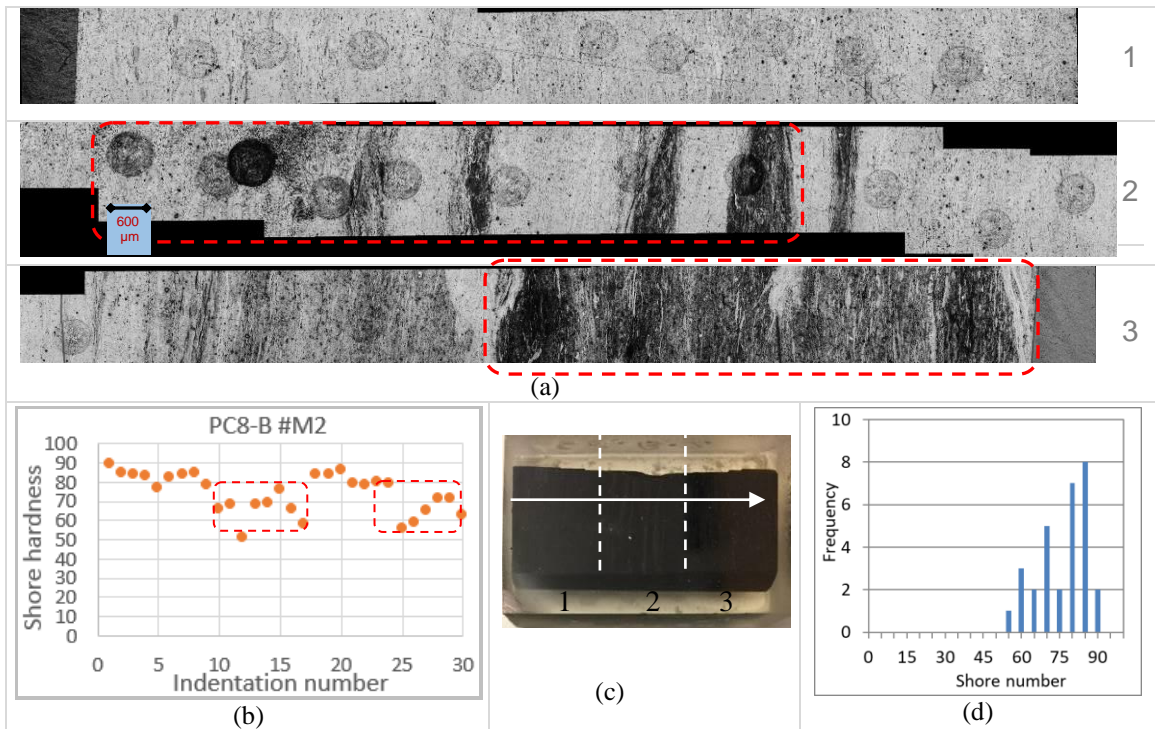 1
2
600
µm
3
(a)
PC8-B #M2
100
90
80
70
60
50
40
30
20
10
0
Shore hardness
0 5 10 15 20 25 30
Indentation number
(b)
1 2 3
(c)
10
8
6
4
2
0
Frequency
0 15 30 45 60 75 90
Shore number
(d)